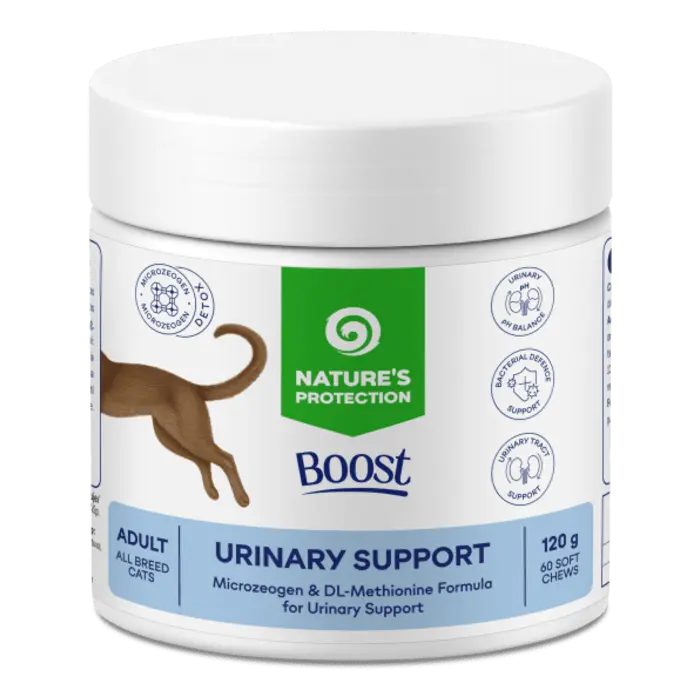 MICROZEOGEN
MICROZEOGEN
DETOX
NATURE'S
PROTECTION
Boost
URINARY
PH
PH BALANCE
BACTERIAL DEFENCE
SUPPORT
URINARY TRACT
SUPPORT
ADULT
ALL BREED
CATS
URINARY SUPPORT
Microzeogen & DL-Methionine Formula
for Urinary Support
120 g
60 SOFT
CHEWS